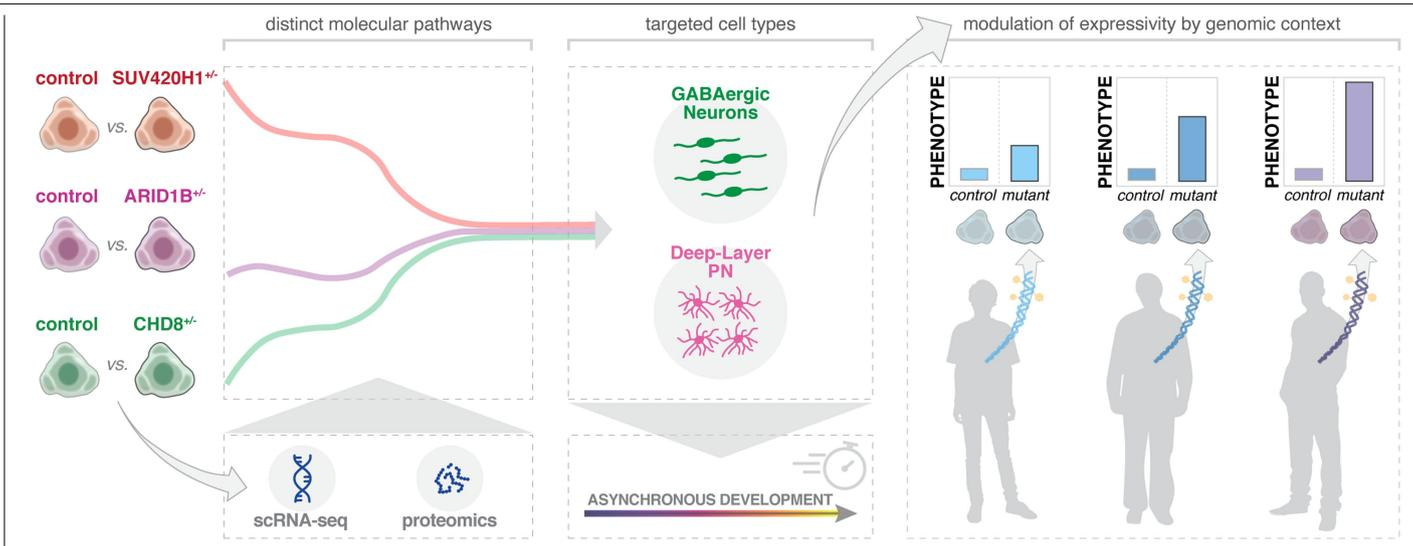 distinct molecular pathways
targeted cell types
modulation of expressivity by genomic context
control SUV420H1+/-
vs.
control ARID1B+/-
vs.
control CHD8+/-
vs.
scRNA-seq
proteomics
GABAergic
Neurons
Deep-Layer
PN
ASYNCHRONOUS DEVELOPMENT
PHENOTYPE
control mutant
PHENOTYPE
control mutant
PHENOTYPE
control mutant